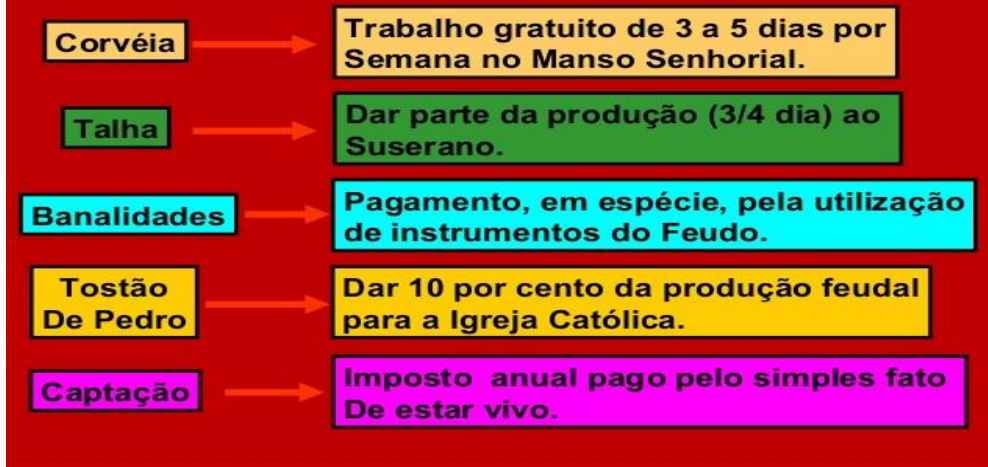 Corvéia
Trabalho gratuito de 3 a 5 dias por
Semana no Manso Senhorial.
Talha
Dar parte da produção (3/4 dia) ao
Suserano.
Banalidades
Pagamento, em espécie, pela utilização
de instrumentos do Feudo.
Tostão
De Pedro
Dar 10 por cento da produção feudal
para a Igreja Católica.
Captação
Imposto anual pago pelo simples fato
De estar vivo.